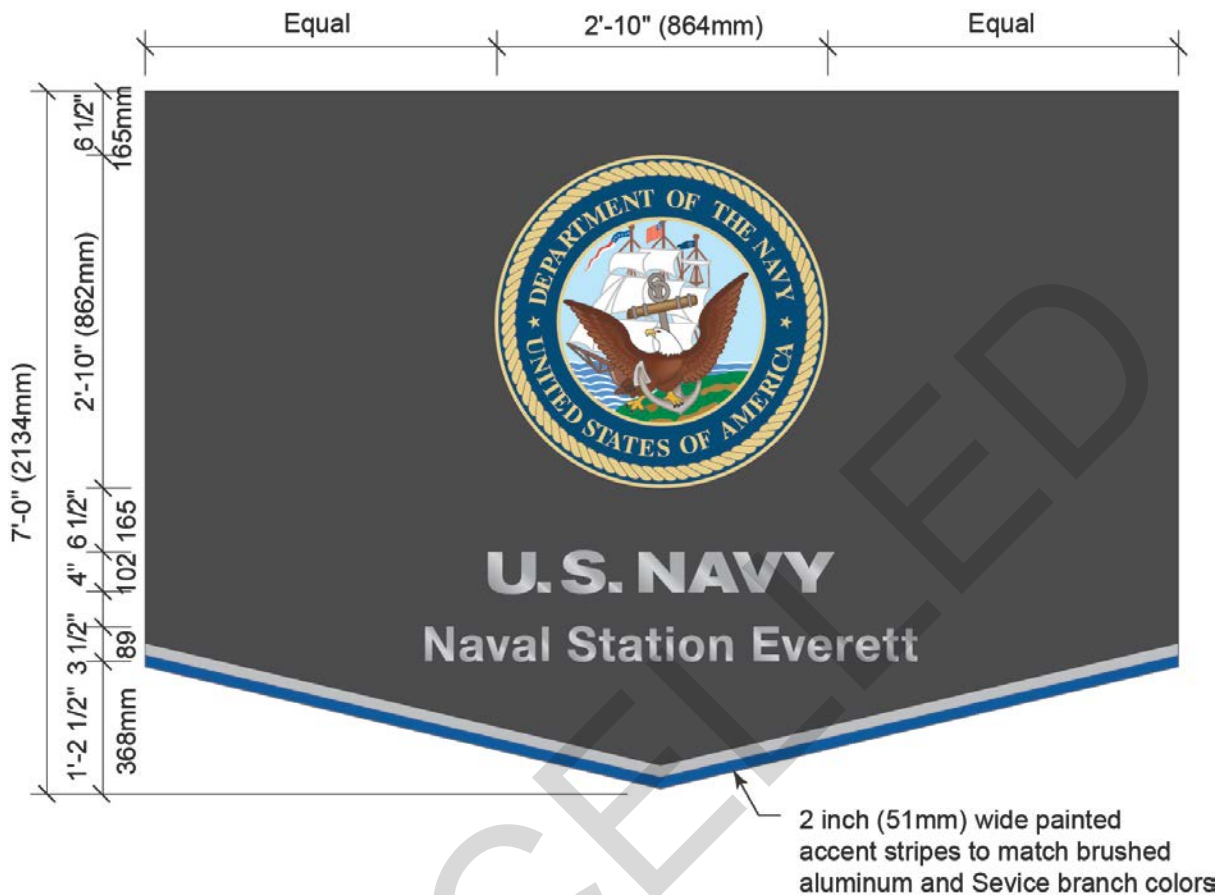 Equal
2'-10" (864mm)
Equal
6 1/2"
165mm
2'-10" (862mm)
7'-0" (2134mm)
6 1/2"
165
4"
102
3 1/2"
89
1'-2 1/2"
368mm
DEPARTMENT OF THE NAVY
UNITED STATES OF AMERICA
U.S. NAVY
Naval Station Everett
2 inch (51mm) wide painted
accent stripes to match brushed
aluminum and Sevice branch colors
CELLED